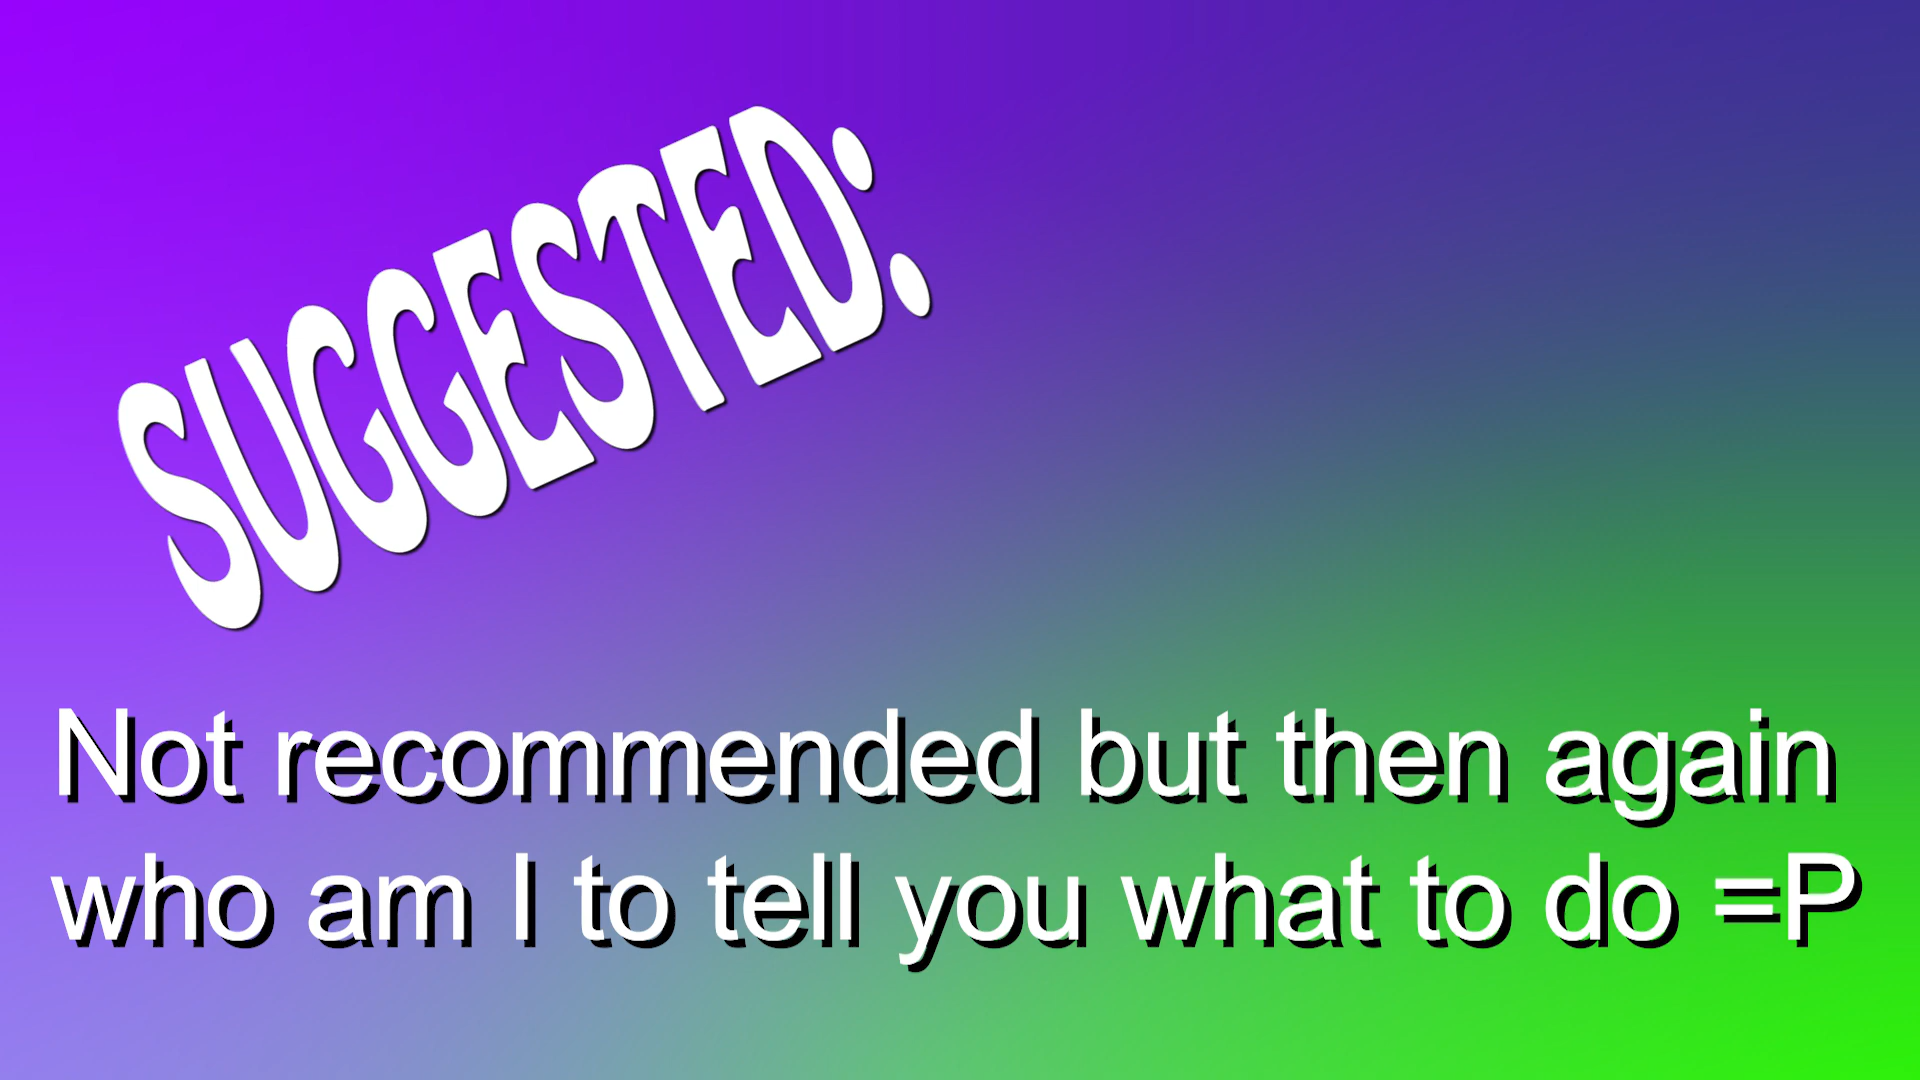 SUGGESTED:
Not recommended but then again
who am I to tell you what to do =P